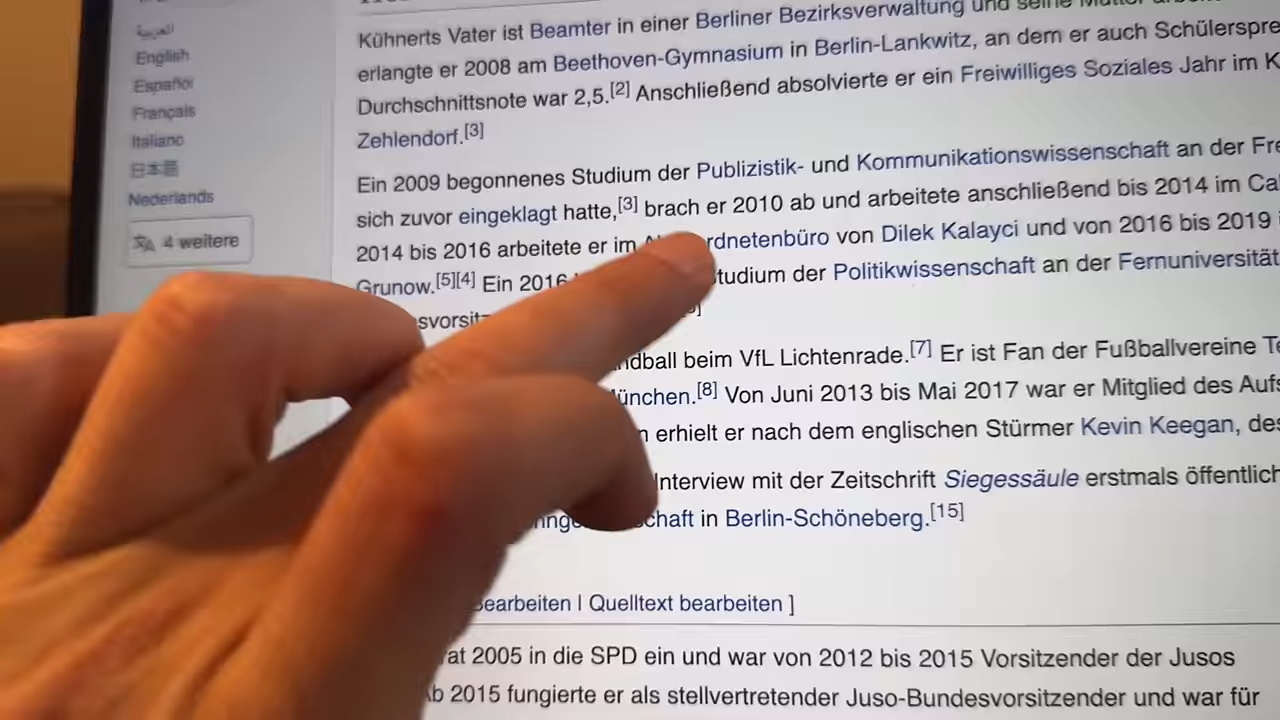 العربية
English
Español
Français
Italiano
日本語
Nederlands
4 weitere
Kühnerts Vater ist Beamter in einer Berliner Bezirksverwaltung und seine Mutter
erlangte er 2008 am Beethoven-Gymnasium in Berlin-Lankwitz, an dem er auch Schülerspre
Durchschnittsnote war 2,5.[2] Anschließend absolvierte er ein Freiwilliges Soziales Jahr im K
Zehlendorf.[3]
Ein 2009 begonnenes Studium der Publizistik- und Kommunikationswissenschaft an der Fre
sich zuvor eingeklagt hatte,[3] brach er 2010 ab und arbeitete anschließend bis 2014 im Cal
2014 bis 2016 arbeitete er im rdnetenbüro von Dilek Kalayci und von 2016 bis 2019
Grunow.[5][4] Ein 2016 tudium der Politikwissenschaft an der Fernuniversität
svorsit
ndball beim VfL Lichtenrade.[7] Er ist Fan der Fußballvereine Te
ünchen.[8] Von Juni 2013 bis Mai 2017 war er Mitglied des Aufs
n erhielt er nach dem englischen Stürmer Kevin Keegan, des
Interview mit der Zeitschrift Siegessäule erstmals öffentlich
chaft in Berlin-Schöneberg.[15]
Bearbeiten | Quelltext bearbeiten ]
rat 2005 in die SPD ein und war von 2012 bis 2015 Vorsitzender der Jusos
Ab 2015 fungierte er als stellvertretender Juso-Bundesvorsitzender und war für